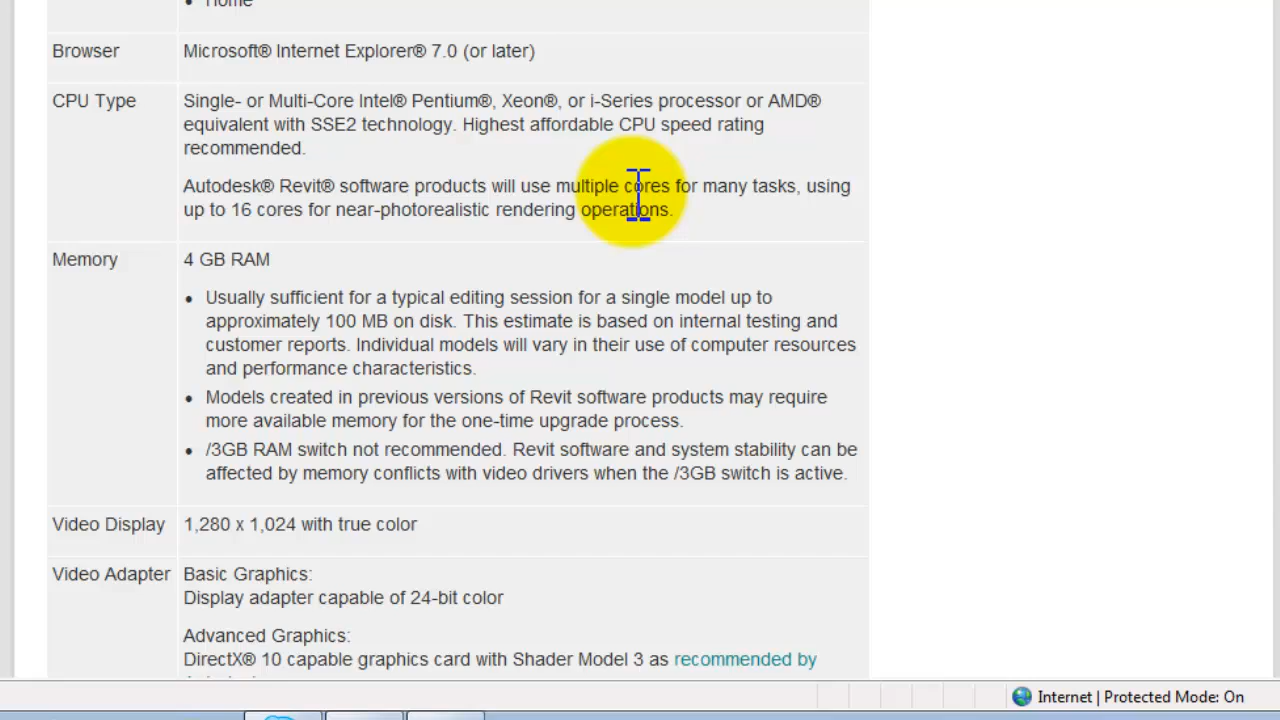 Home
Browser
Microsoft® Internet Explorer® 7.0 (or later)
CPU Type
Single- or Multi-Core Intel® Pentium®, Xeon®, or i-Series processor or AMD®
equivalent with SSE2 technology. Highest affordable CPU speed rating
recommended.
Autodesk® Revit® software products will use multiple cores for many tasks, using
up to 16 cores for near-photorealistic rendering operations.
Memory
4 GB RAM
Usually sufficient for a typical editing session for a single model up to
approximately 100 MB on disk. This estimate is based on internal testing and
customer reports. Individual models will vary in their use of computer resources
and performance characteristics.
Models created in previous versions of Revit software products may require
more available memory for the one-time upgrade process.
/3GB RAM switch not recommended. Revit software and system stability can be
affected by memory conflicts with video drivers when the /3GB switch is active.
Video Display
1,280 x 1,024 with true color
Video Adapter
Basic Graphics:
Display adapter capable of 24-bit color
Advanced Graphics:
DirectX® 10 capable graphics card with Shader Model 3 as recommended by
Internet | Protected Mode: On